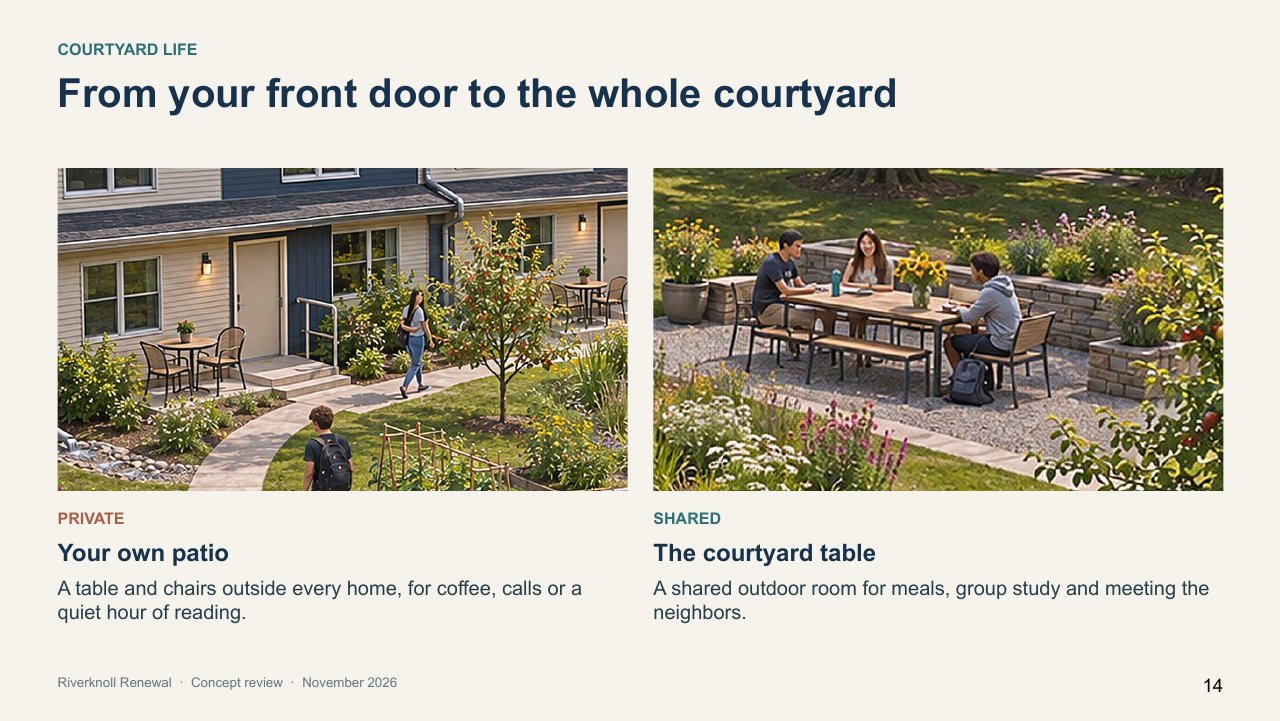 COURTYARD LIFE
From your front door to the whole courtyard
PRIVATE
Your own patio
A table and chairs outside every home, for coffee, calls or a
quiet hour of reading.
SHARED
The courtyard table
A shared outdoor room for meals, group study and meeting the
neighbors.
Riverknoll Renewal · Concept review · November 2026
14